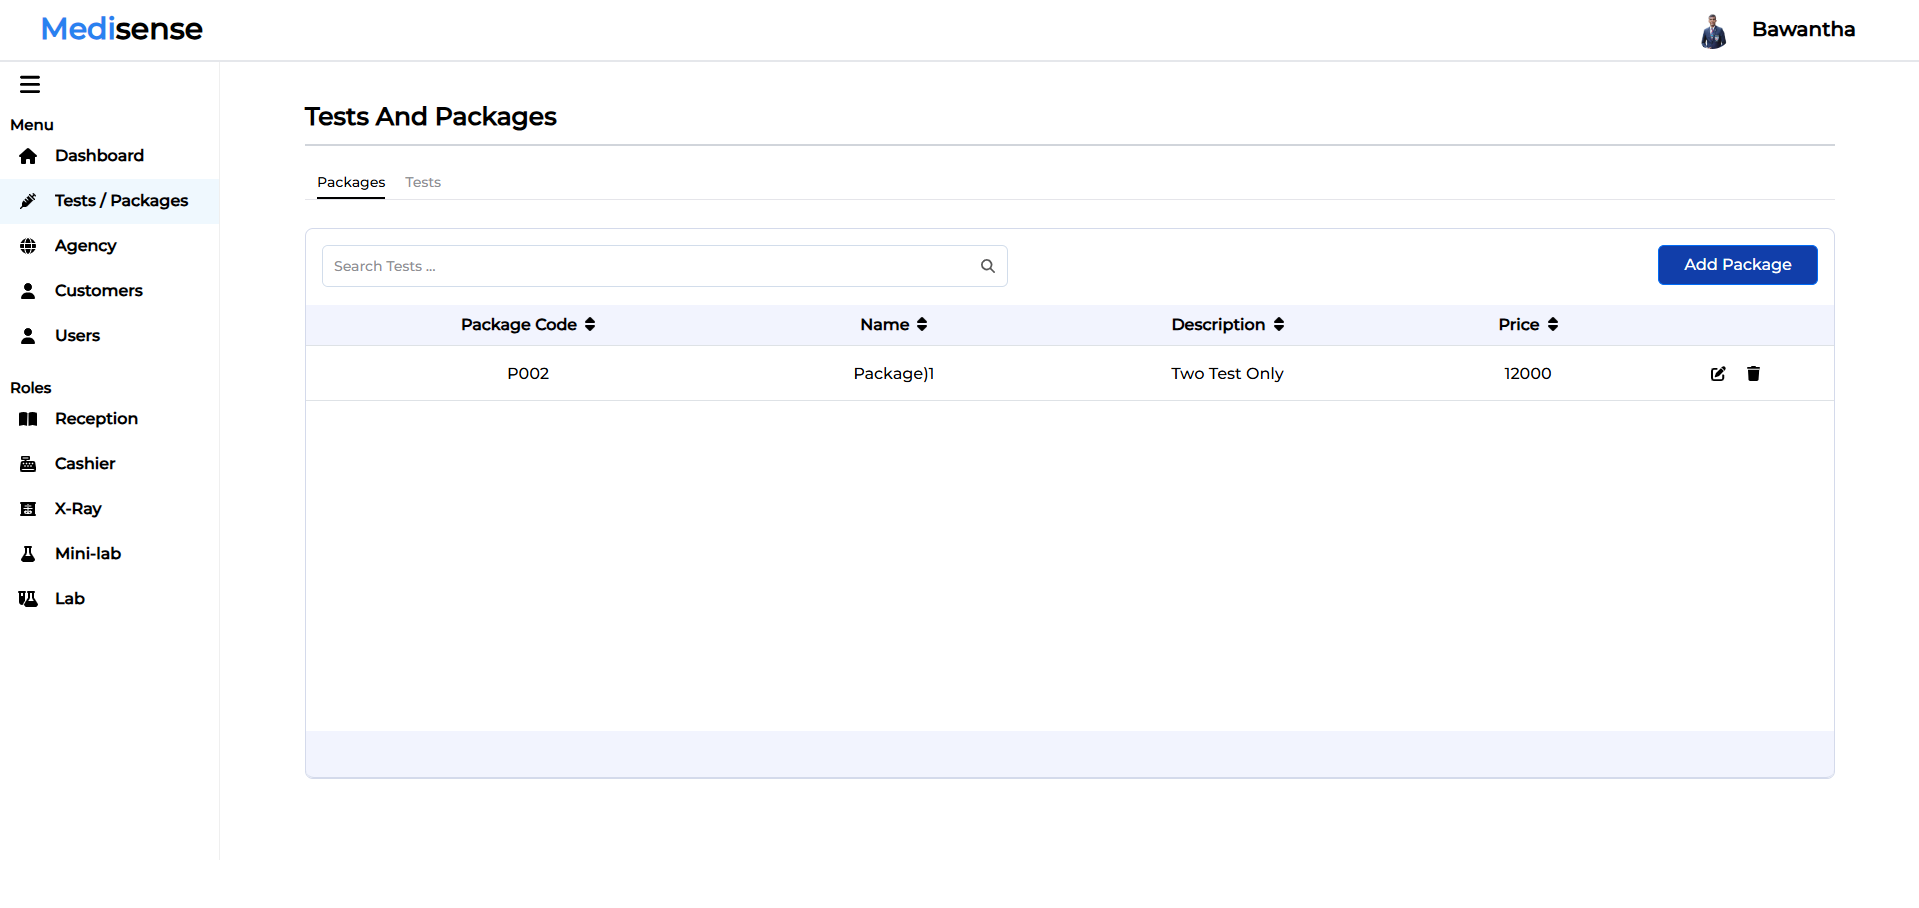 Medisense
Bawantha
Menu
Dashboard
Tests / Packages
Agency
Customers
Users
Roles
Reception
Cashier
X-Ray
Mini-lab
Lab
Tests And Packages
Packages Tests
Search Tests ...
Add Package
Package Code Name Description Price
P002 Package)1 Two Test Only 12000